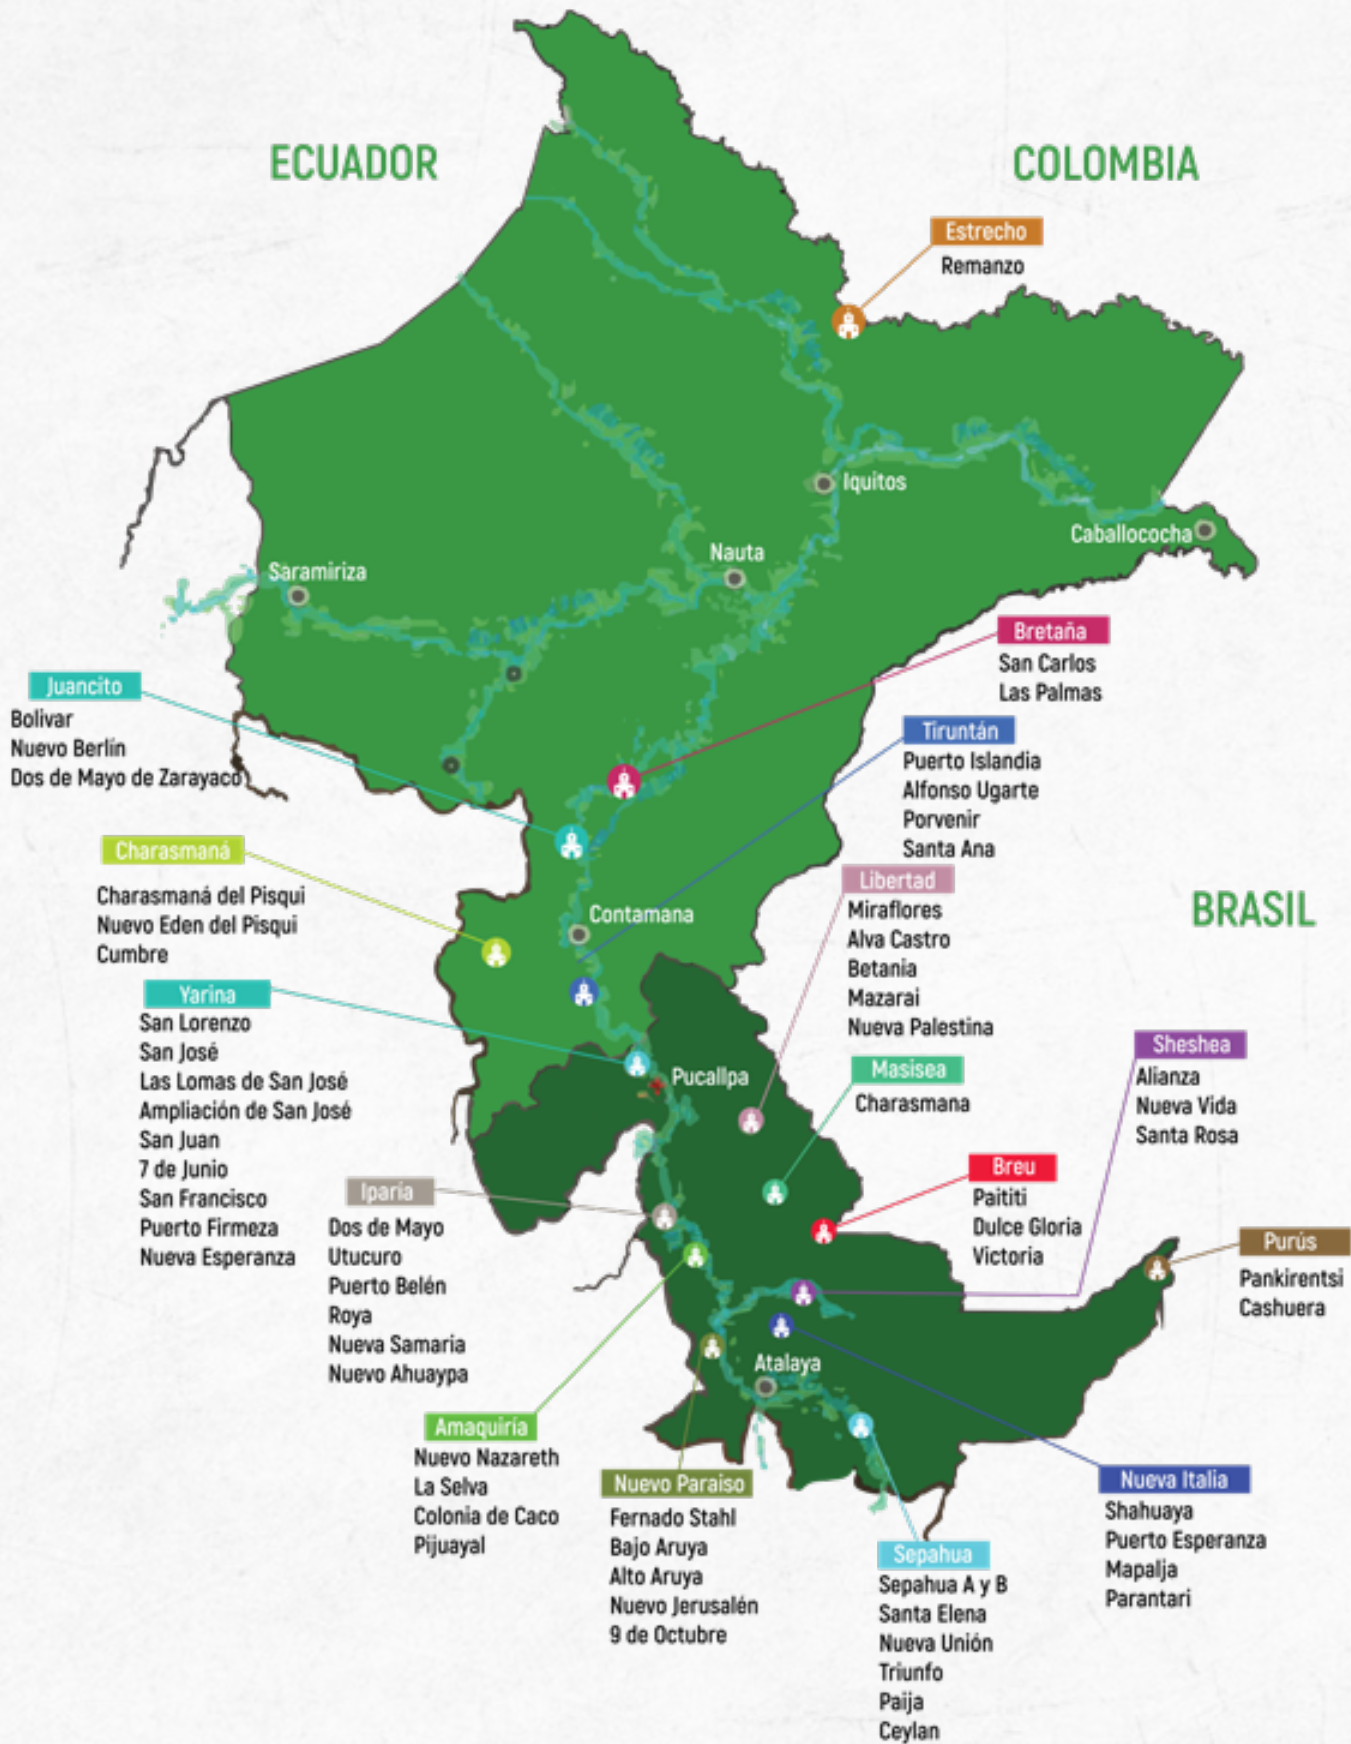 ECUADOR
COLOMBIA
Estrecho
Remanzo
Iquitos
Caballococha
Nauta
Saramiriza
Bretaña
San Carlos
Las Palmas
Juancito
Bolivar
Nuevo Berlín
Dos de Mayo de Zarayaco
Tiruntán
Puerto Islandia
Alfonso Ugarte
Porvenir
Santa Ana
Charasmaná
Charasmaná del Pisqui
Nuevo Eden del Pisqui
Cumbre
Libertad
Miraflores
Alva Castro
Betania
Mazarai
Nueva Palestina
BRASIL
Contamana
Yarina
San Lorenzo
San José
Las Lomas de San José
Ampliación de San José
San Juan
7 de Junio
San Francisco
Puerto Firmeza
Nueva Esperanza
Pucallpa
Masisea
Charasmana
Sheshea
Alianza
Nueva Vida
Santa Rosa
Breu
Paititi
Dulce Gloria
Victoria
Iparía
Dos de Mayo
Utucuro
Puerto Belén
Roya
Nueva Samaria
Nuevo Ahuaypa
Purús
Pankirentsi
Cashuera
Atalaya
Amaquiría
Nuevo Nazareth
La Selva
Colonia de Caco
Pijuayal
Nuevo Paraiso
Fernado Stahl
Bajo Aruya
Alto Aruya
Nuevo Jerusalén
9 de Octubre
Nueva Italia
Shahuaya
Puerto Esperanza
Mapalja
Parantari
Sepahua
Sepahua A y B
Santa Elena
Nueva Unión
Triunfo
Paija
Ceylan